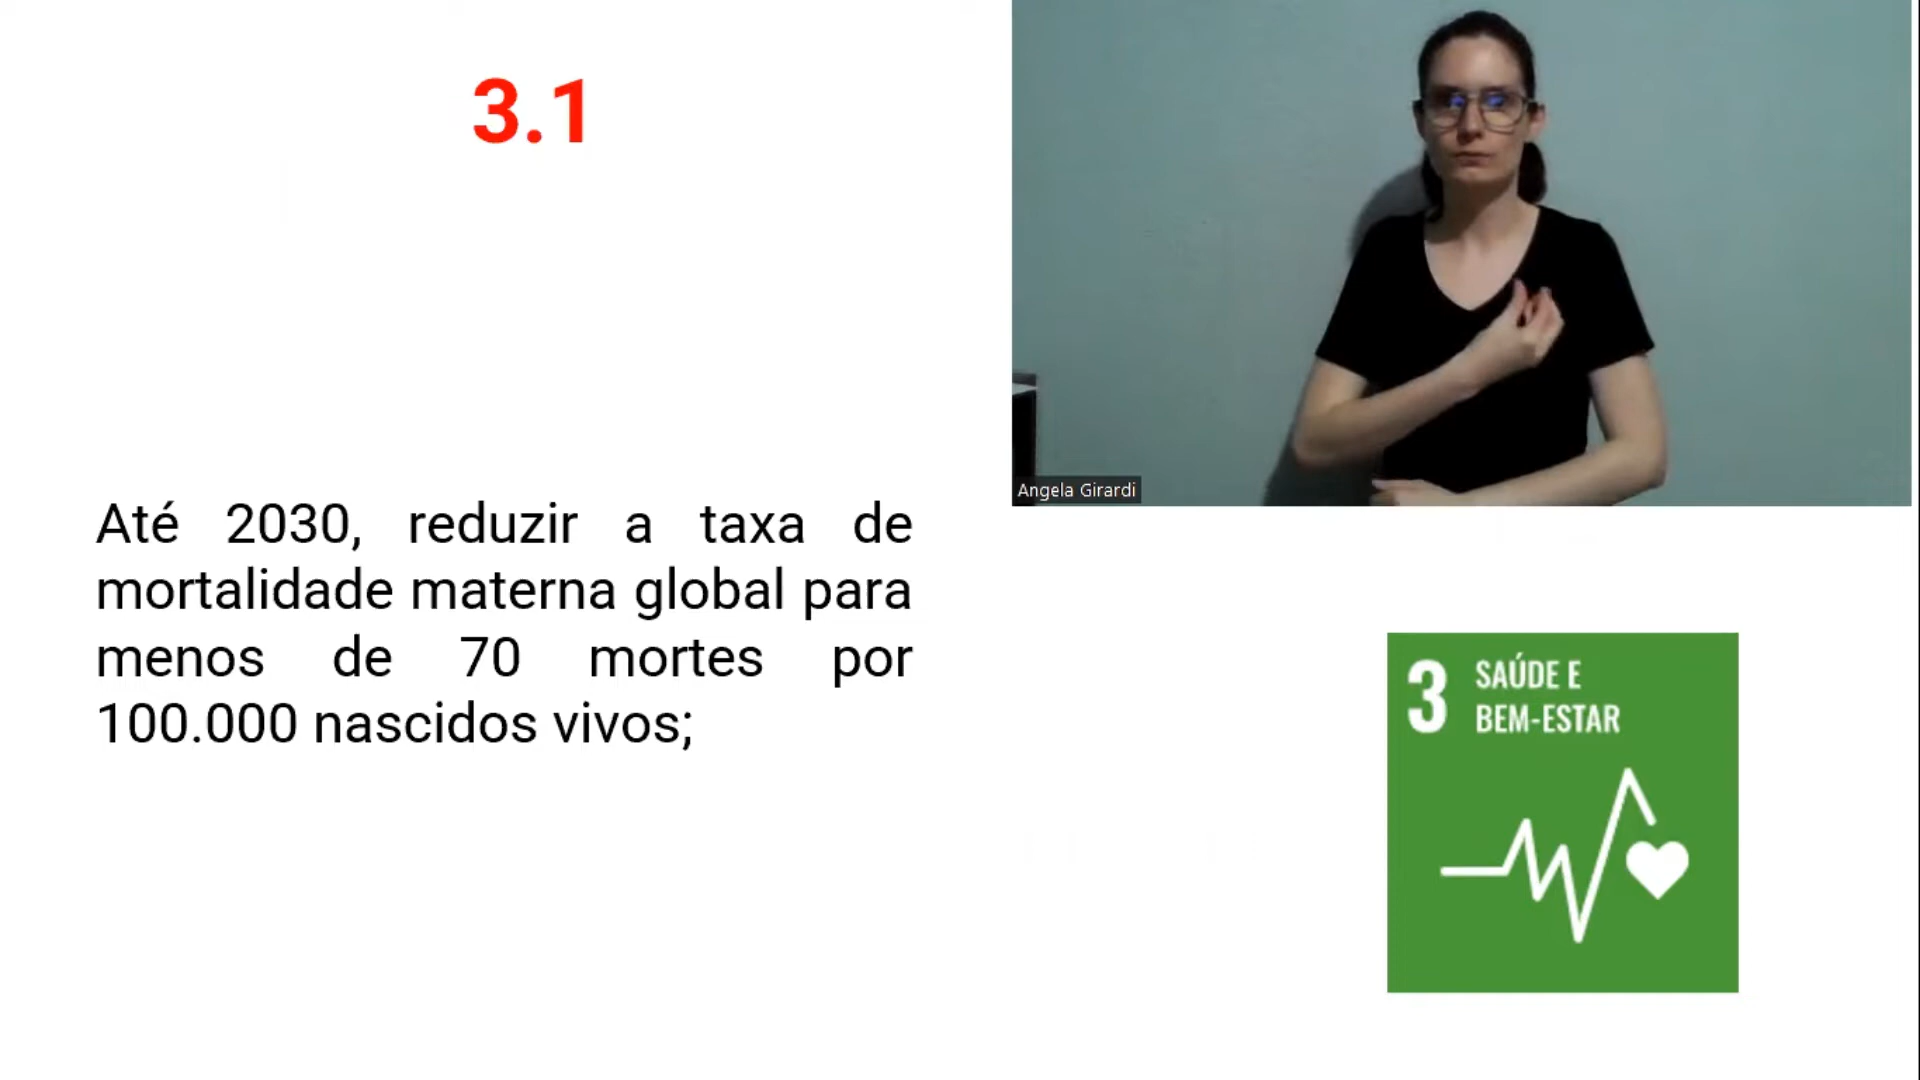 3.1
Angela Girardi
Até 2030, reduzir a taxa de
mortalidade materna global para
menos de 70 mortes por
100.000 nascidos vivos;
3 SAÚDE E
BEM-ESTAR